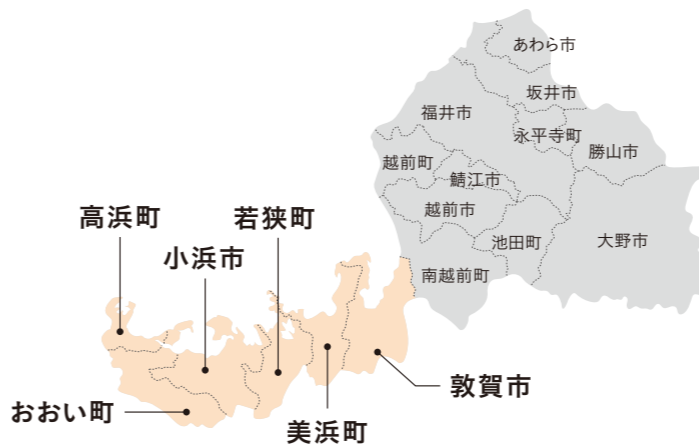 あわら市
坂井市
福井市
永平寺町
勝山市
越前町
鯖江市
越前市
池田町
大野市
南越前町
高浜町
若狭町
小浜市
おおい町
美浜町
敦賀市